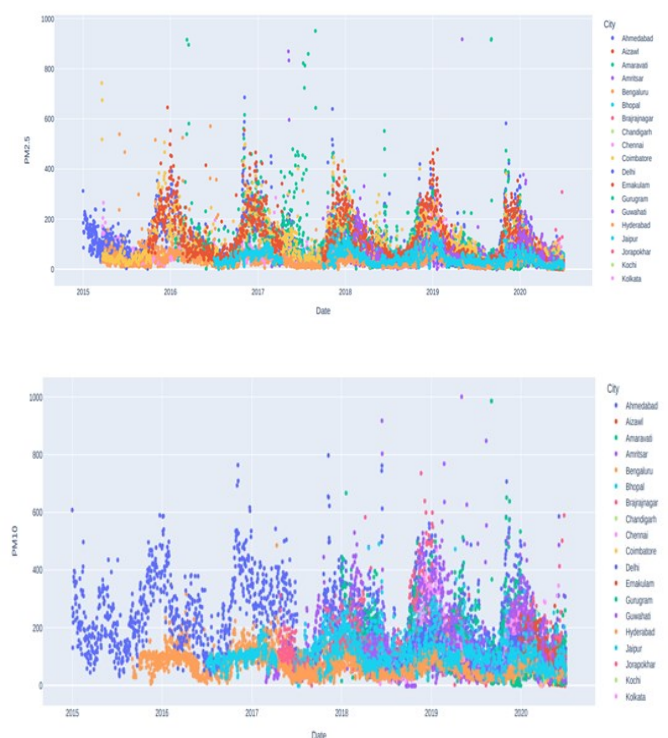 1000
800
600
400
200
0
PM2.5
2015 2016 2017 2018 2019 2020
Date
City
Ahmedabad
Aizawl
Amaravati
Amritsar
Bengaluru
Bhopal
Brajrajnagar
Chandigarh
Chennai
Coimbatore
Delhi
Ernakulam
Gurugram
Guwahati
Hyderabad
Jaipur
Jorapokhar
Kochi
Kolkata
1000
800
600
400
200
0
PM10
2015 2016 2017 2018 2019 2020
Date
City
Ahmedabad
Aizawl
Amaravati
Amritsar
Bengaluru
Bhopal
Brajrajnagar
Chandigarh
Chennai
Coimbatore
Delhi
Ernakulam
Gurugram
Guwahati
Hyderabad
Jaipur
Jorapokhar
Kochi
Kolkata